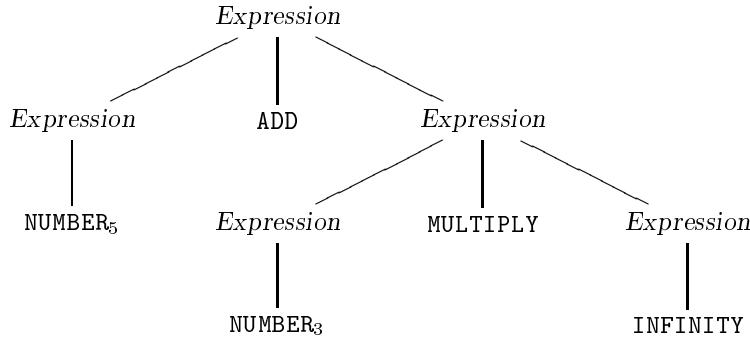 Expression
Expression ADD Expression
NUMBER₅ Expression MULTIPLY Expression
NUMBER₃ INFINITY